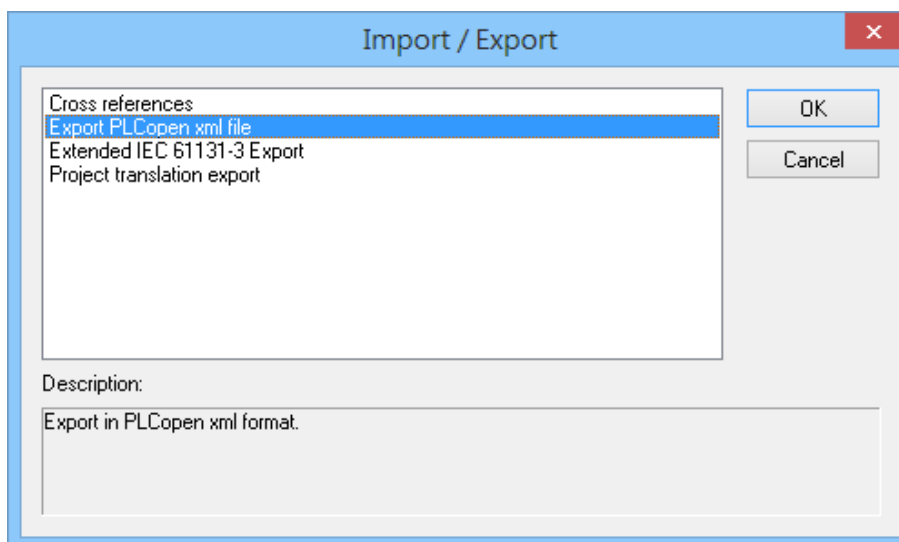 Import / Export
Cross references
OK
Export PLCopen xml file
Extended IEC 61131-3 Export
Cancel
Project translation export
Description:
Export in PLCopen xml format.